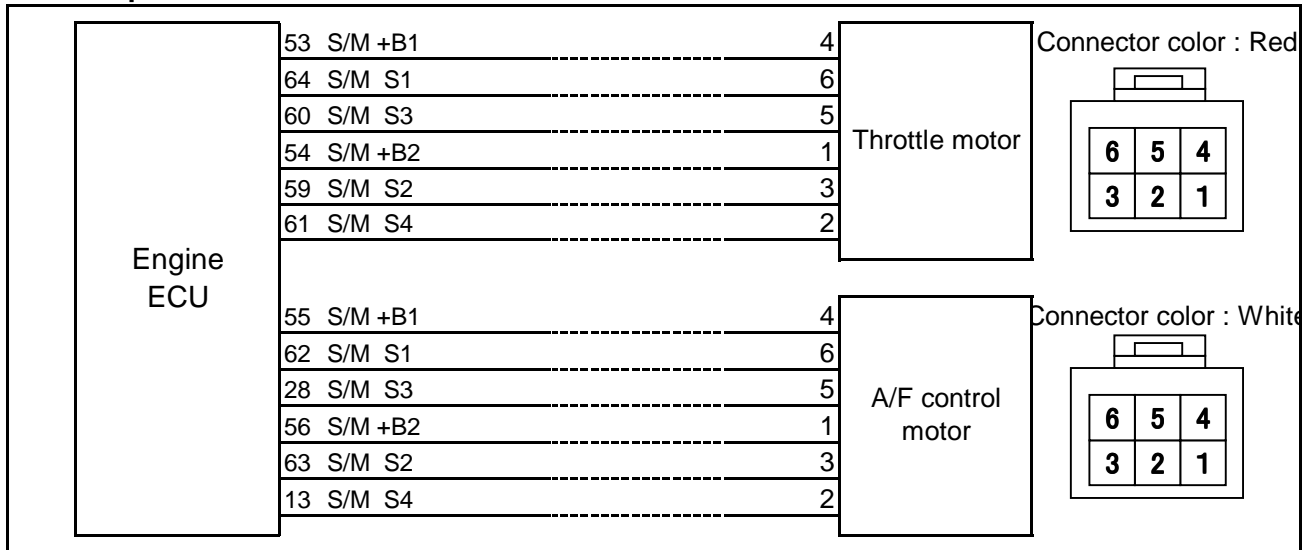 53 S/M +B1 4
64 S/M S1 6
60 S/M S3 5
54 S/M +B2 1
59 S/M S2 3
61 S/M S4 2
Throttle motor
Connector color : Red
6 5 4
3 2 1
Engine
ECU
55 S/M +B1 4
62 S/M S1 6
28 S/M S3 5
56 S/M +B2 1
63 S/M S2 3
13 S/M S4 2
A/F control
motor
Connector color : White
6 5 4
3 2 1